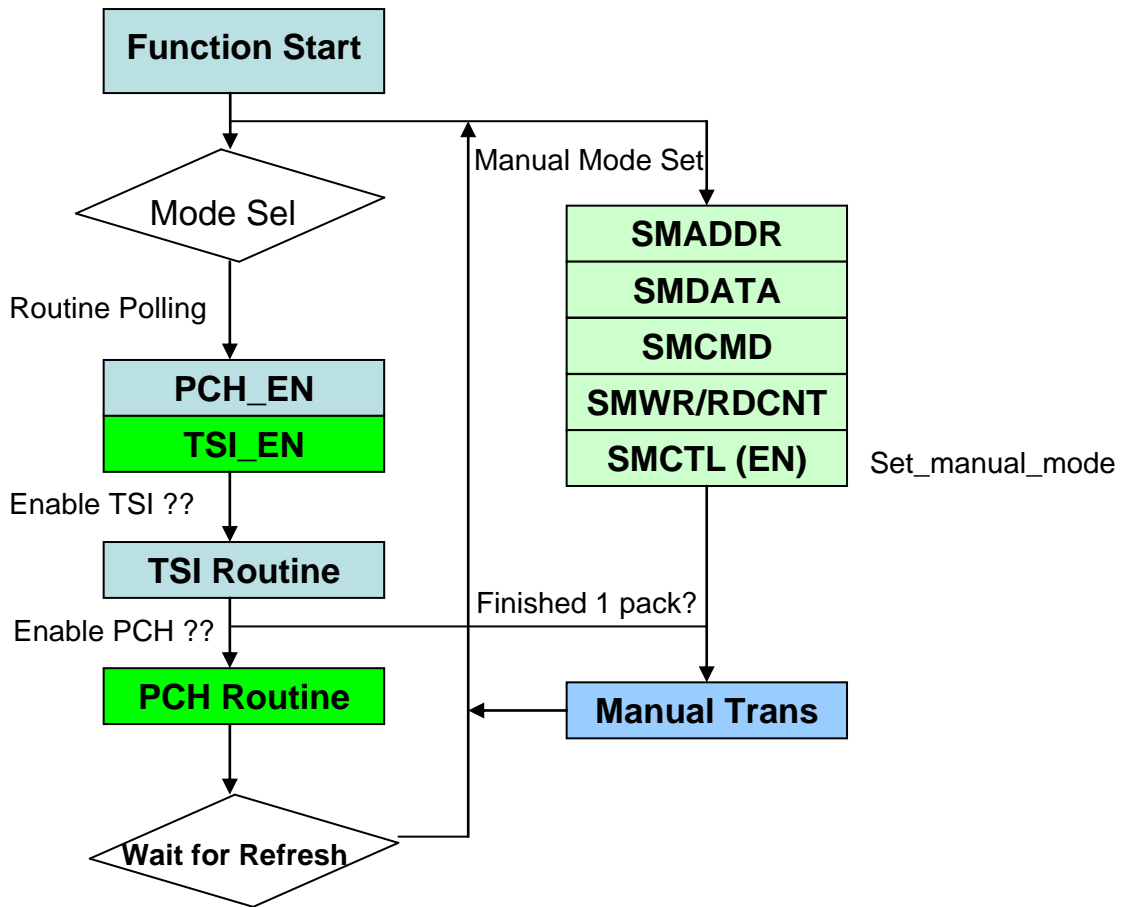 Function Start
Manual Mode Set
Mode Sel
Routine Polling
PCH_EN
TSI_EN
Enable TSI ??
TSI Routine
Enable PCH ??
PCH Routine
Wait for Refresh
SMADDR
SMDATA
SMCMD
SMWR/RDCNT
SMCTL (EN)
Set_manual_mode
Finished 1 pack?
Manual Trans